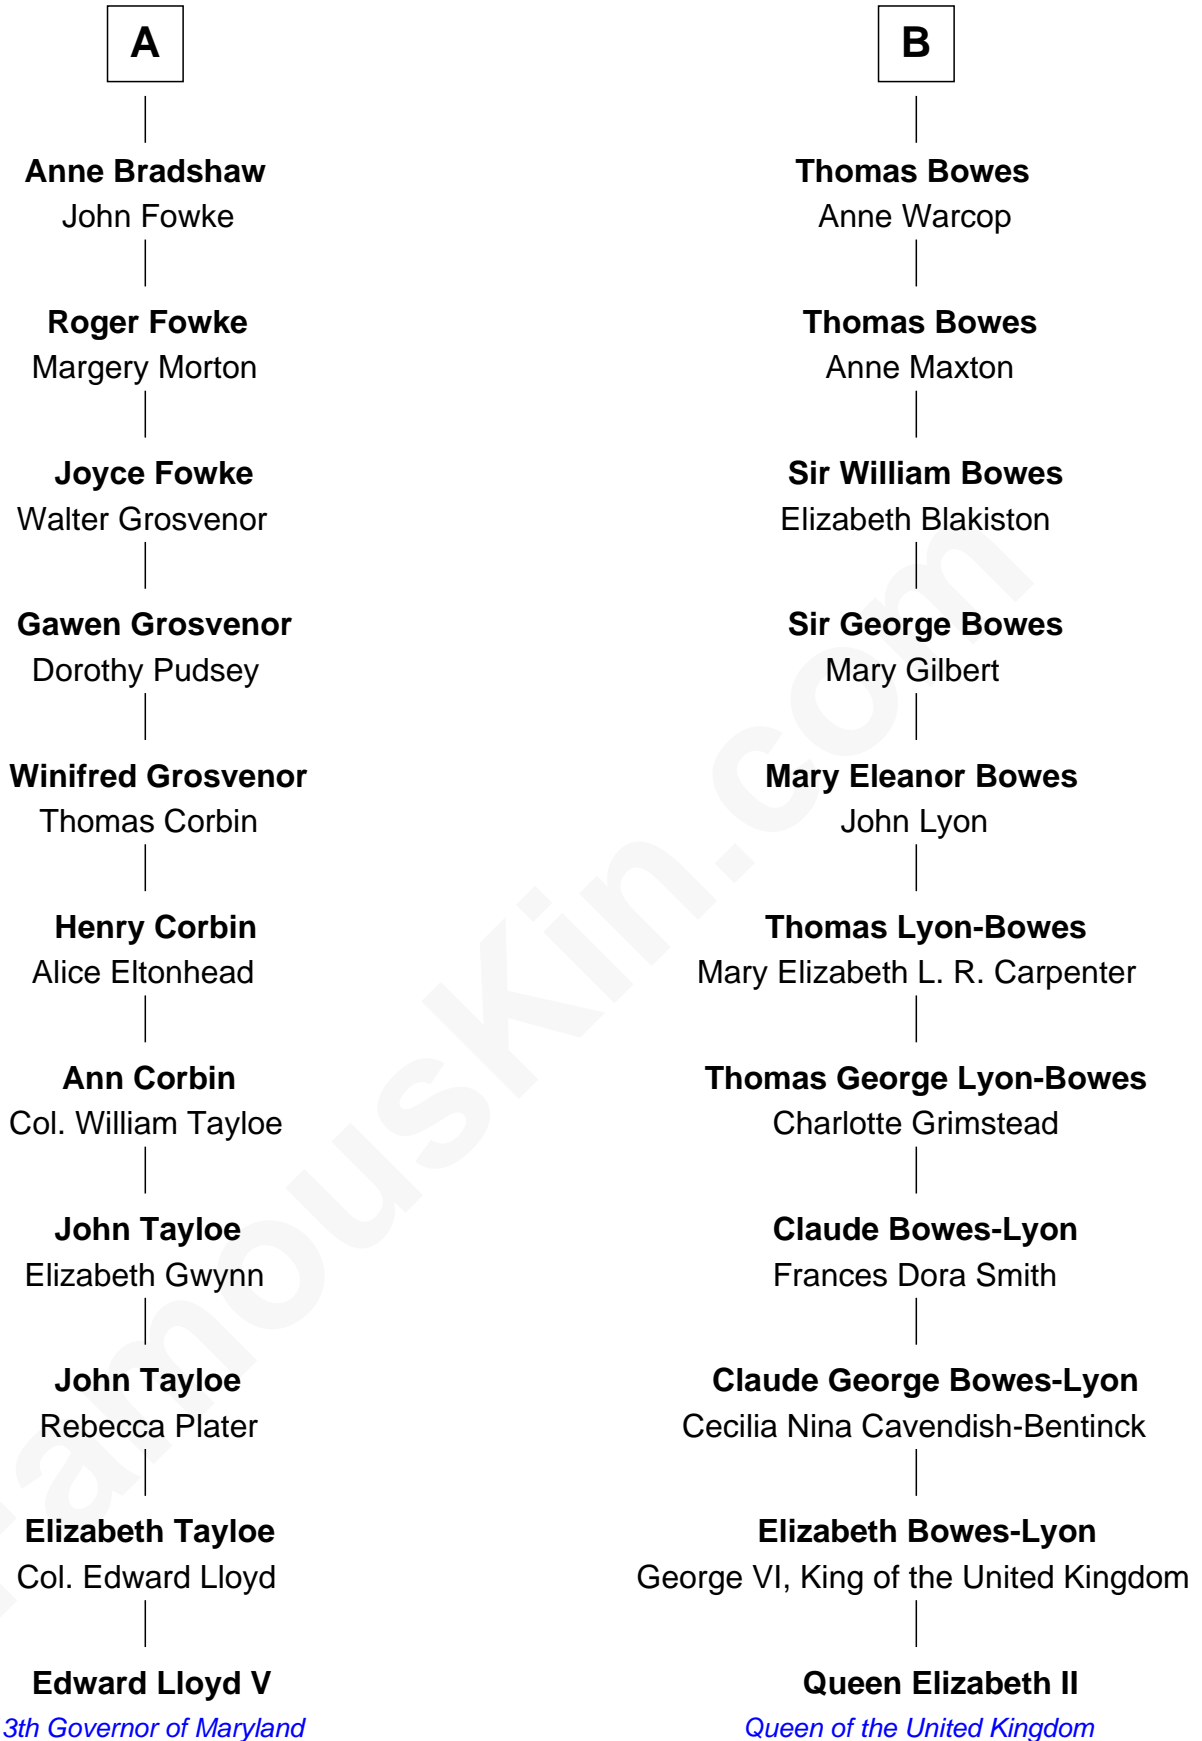 A
Anne Bradshaw
John Fowke
Roger Fowke
Margery Morton
Joyce Fowke
Walter Grosvenor
Gawen Grosvenor
Dorothy Pudsey
Winifred Grosvenor
Thomas Corbin
Henry Corbin
Alice Eltonhead
Ann Corbin
Col. William Tayloe
John Tayloe
Elizabeth Gwynn
John Tayloe
Rebecca Plater
Elizabeth Tayloe
Col. Edward Lloyd
Edward Lloyd V
3th Governor of Maryland
B
Thomas Bowes
Anne Warcop
Thomas Bowes
Anne Maxton
Sir William Bowes
Elizabeth Blakiston
Sir George Bowes
Mary Gilbert
Mary Eleanor Bowes
John Lyon
Thomas Lyon-Bowes
Mary Elizabeth L. R. Carpenter
Thomas George Lyon-Bowes
Charlotte Grimstead
Claude Bowes-Lyon
Frances Dora Smith
Claude George Bowes-Lyon
Cecilia Nina Cavendish-Bentinck
Elizabeth Bowes-Lyon
George VI, King of the United Kingdom
Queen Elizabeth II
Queen of the United Kingdom
FamousKin.com